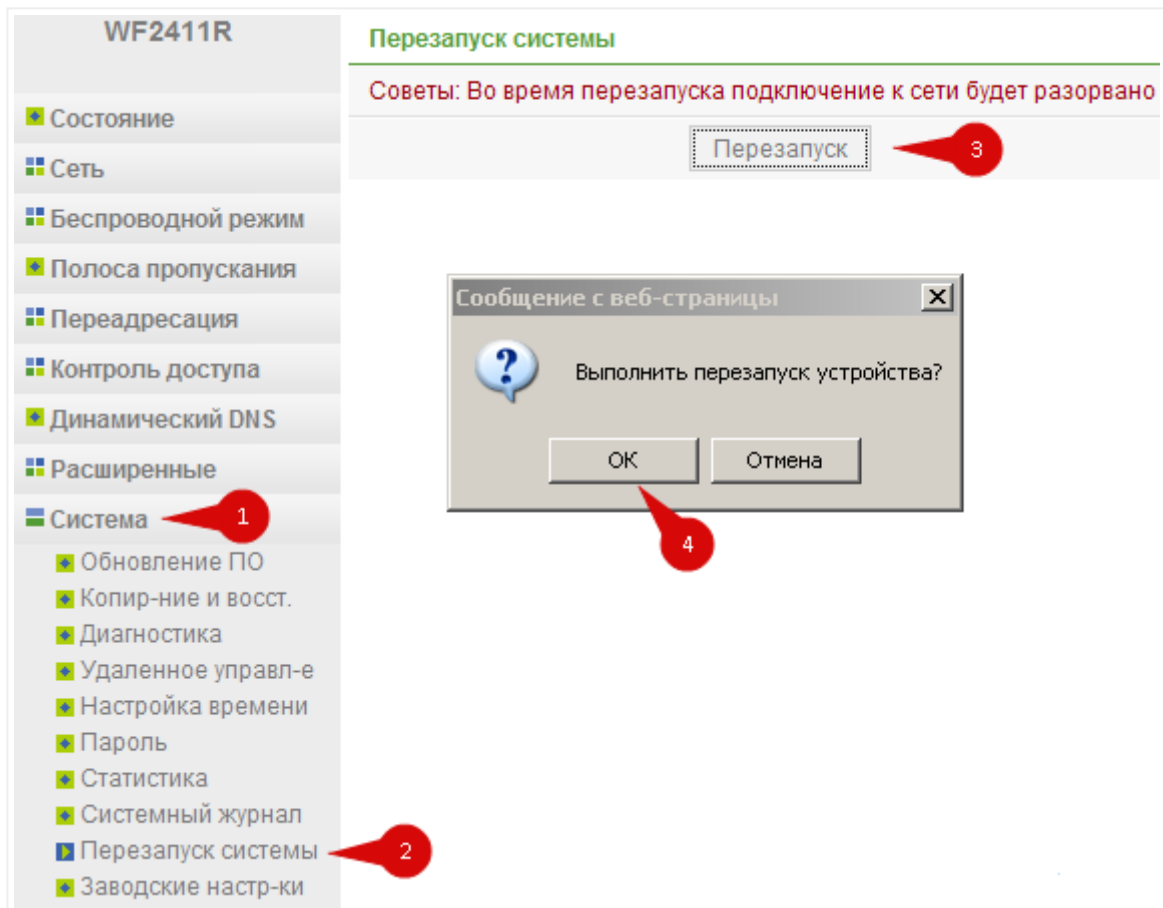 WF2411R
Состояние
Сеть
Беспроводной режим
Полоса пропускания
Переадресация
Контроль доступа
Динамический DNS
Расширенные
Система
1
Обновление ПО
Копир-ние и восст.
Диагностика
Удаленное управл-е
Настройка времени
Пароль
Статистика
Системный журнал
Перезапуск системы
2
Заводские настр-ки
Перезапуск системы
Советы: Во время перезапуска подключение к сети будет разорвано
Перезапуск
3
Сообщение с веб-страницы
Выполнить перезапуск устройства?
OK
Отмена
4